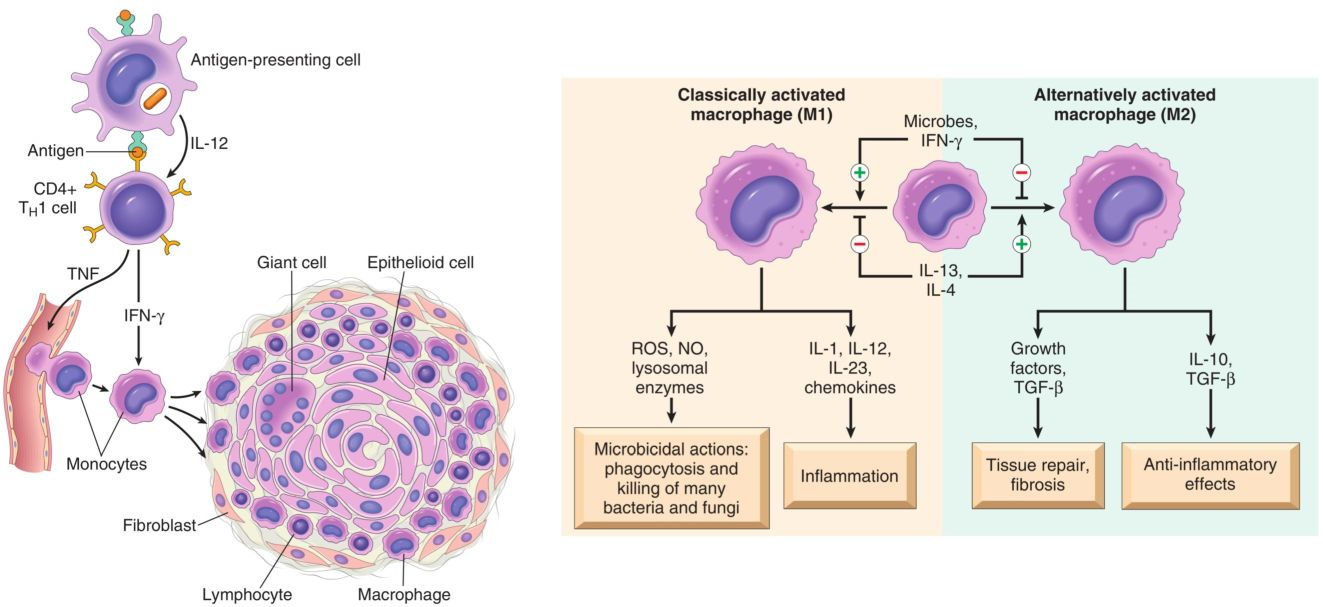 Antigen-presenting cell
IL-12
Antigen
CD4+
TH1 cell
TNF
IFN-γ
Giant cell
Epithelioid cell
Monocytes
Fibroblast
Lymphocyte
Macrophage
Classically activated
macrophage (M1)
Alternatively activated
macrophage (M2)
Microbes,
IFN-γ
+
−
−
+
IL-13,
IL-4
ROS, NO,
lysosomal
enzymes
IL-1, IL-12,
IL-23,
chemokines
Growth
factors,
TGF-β
IL-10,
TGF-β
Microbicidal actions:
phagocytosis and
killing of many
bacteria and fungi
Inflammation
Tissue repair,
fibrosis
Anti-inflammatory
effects